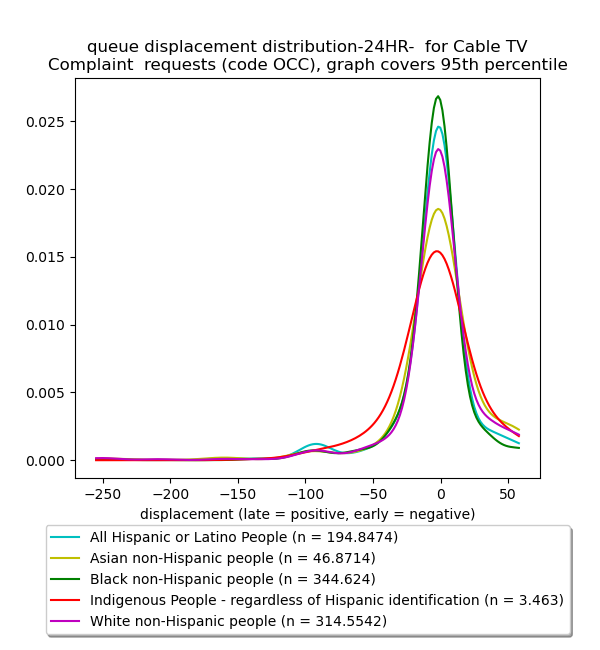 queue displacement distribution-24HR-  for Cable TV
Complaint  requests (code OCC), graph covers 95th percentile
0.025
0.020
0.015
0.010
0.005
0.000
−250 −200 −150 −100 −50 0 50
displacement (late = positive, early = negative)
All Hispanic or Latino People (n = 194.8474)
Asian non-Hispanic people (n = 46.8714)
Black non-Hispanic people (n = 344.624)
Indigenous People - regardless of Hispanic identification (n = 3.463)
White non-Hispanic people (n = 314.5542)